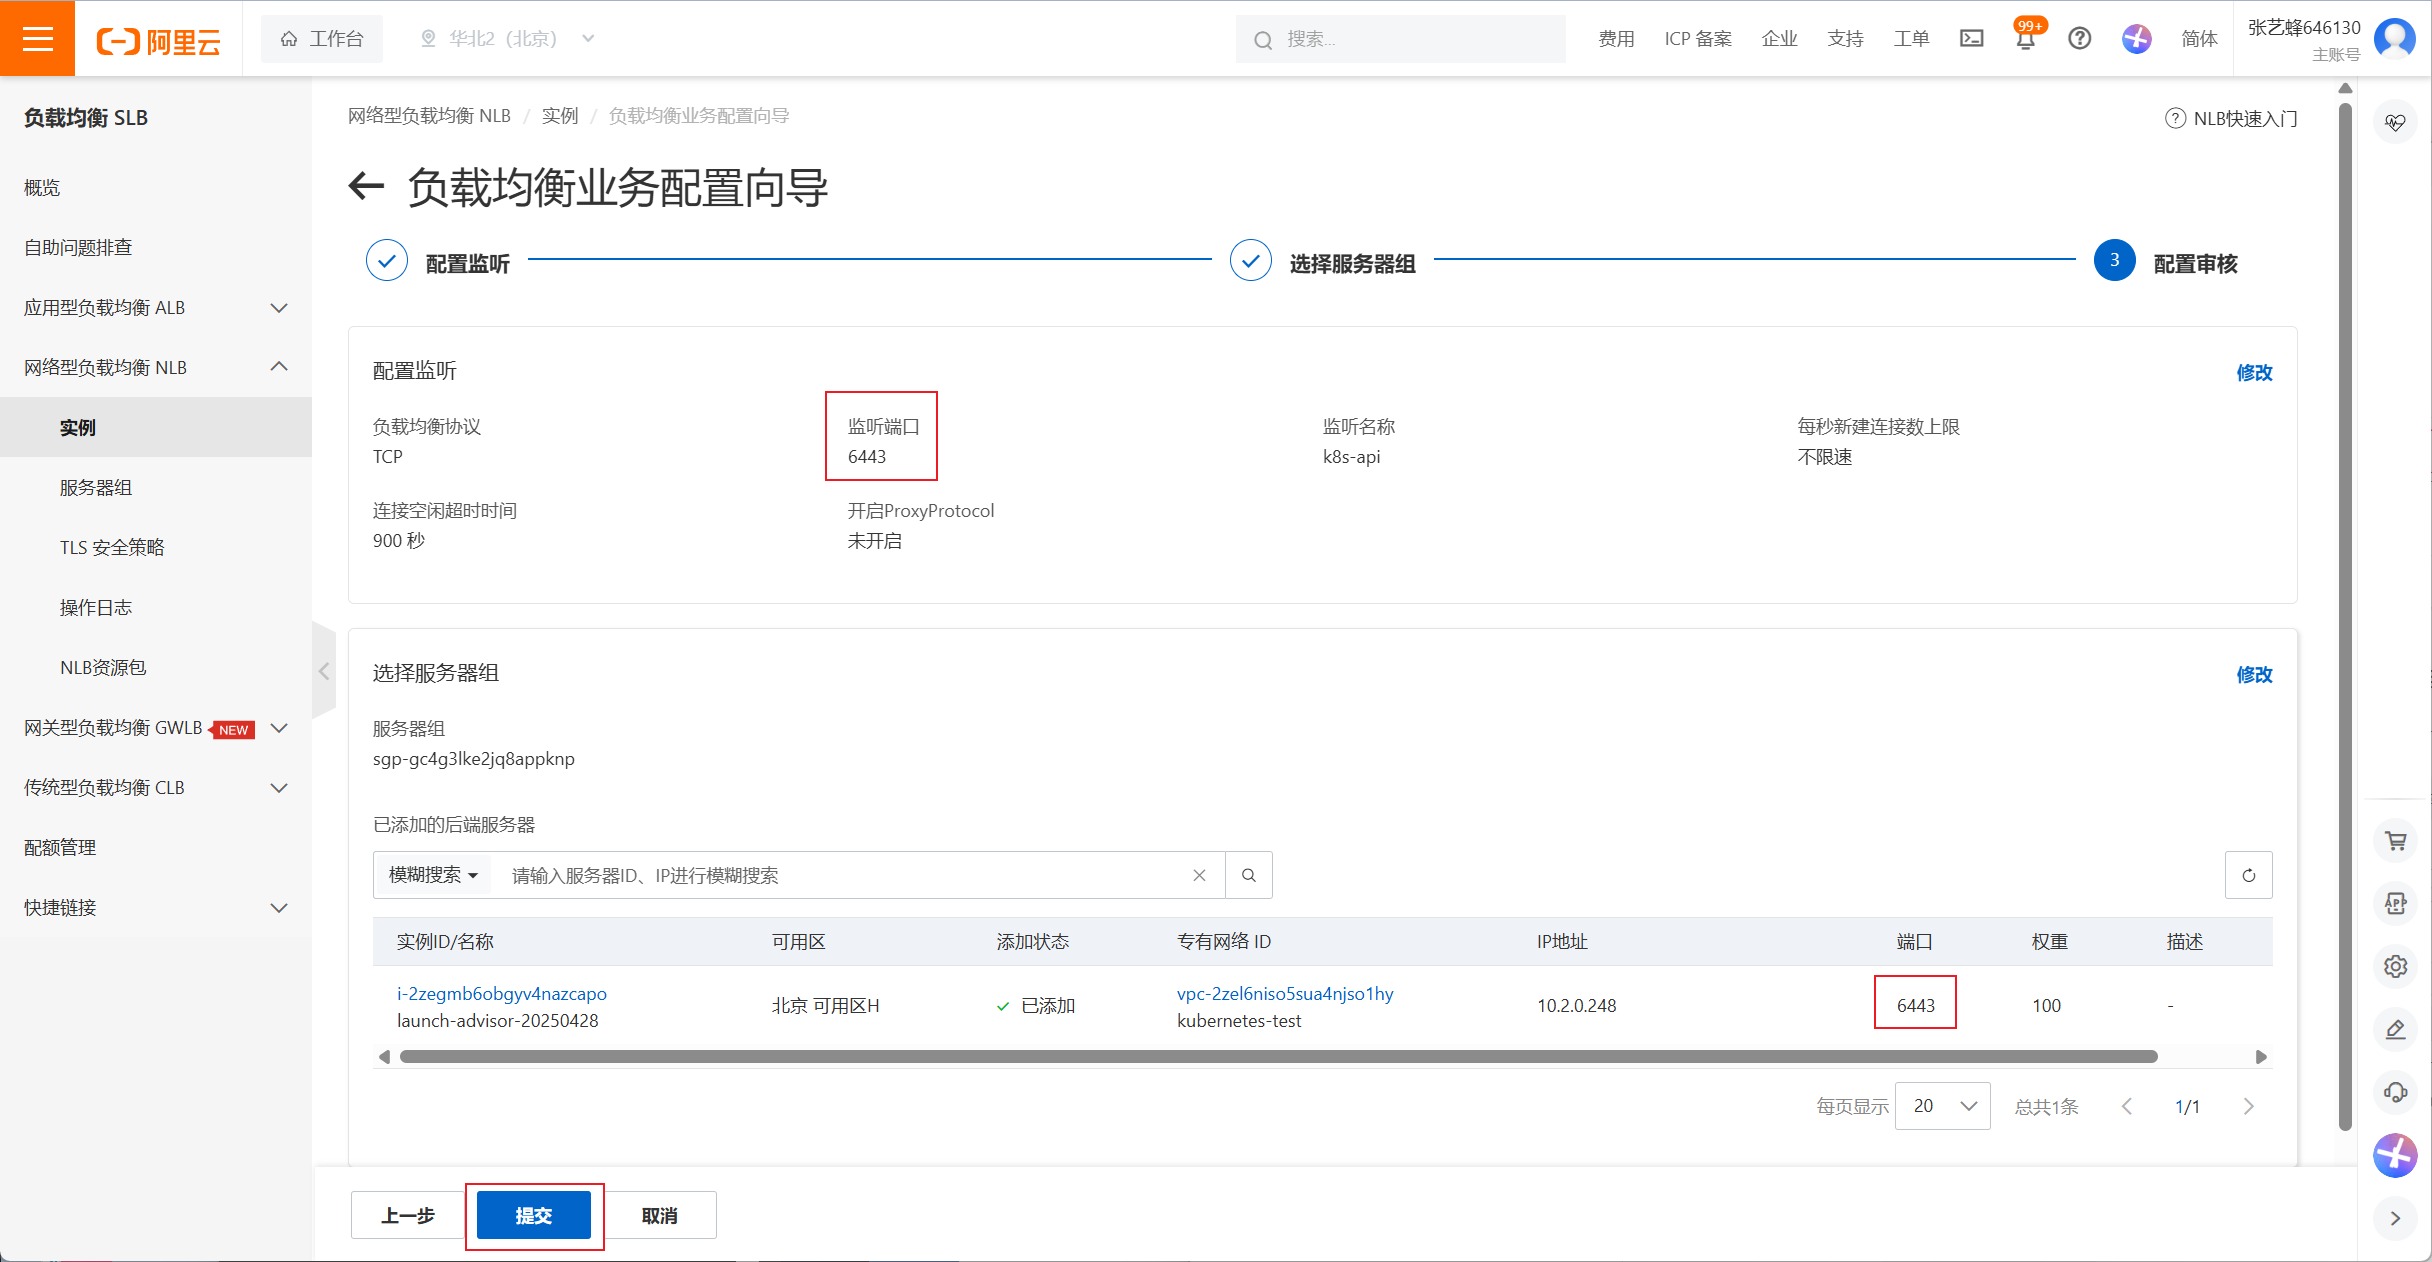 阿里云
工作台
华北2（北京）
搜索...
费用
ICP 备案
企业
支持
工单
99+
简体
张艺蜂646130
主账号
负载均衡 SLB
概览
自助问题排查
应用型负载均衡 ALB
网络型负载均衡 NLB
实例
服务器组
TLS 安全策略
操作日志
NLB资源包
网关型负载均衡 GWLB NEW
传统型负载均衡 CLB
配额管理
快捷链接
网络型负载均衡 NLB / 实例 / 负载均衡业务配置向导
NLB快速入门
负载均衡业务配置向导
配置监听
选择服务器组
3 配置审核
配置监听
修改
负载均衡协议
TCP
监听端口
6443
监听名称
k8s-api
每秒新建连接数上限
不限速
连接空闲超时时间
900 秒
开启ProxyProtocol
未开启
选择服务器组
修改
服务器组
sgp-gc4g3lke2jq8appknp
已添加的后端服务器
模糊搜索
请输入服务器ID、IP进行模糊搜索
实例ID/名称 可用区 添加状态 专有网络 ID IP地址 端口 权重 描述
i-2zegmb6obgyv4nazcapo
launch-advisor-20250428
北京 可用区H
已添加
vpc-2zel6niso5sua4njso1hy
kubernetes-test
10.2.0.248
6443
100
-
每页显示 20 总共1条 1/1
上一步
提交
取消
APP